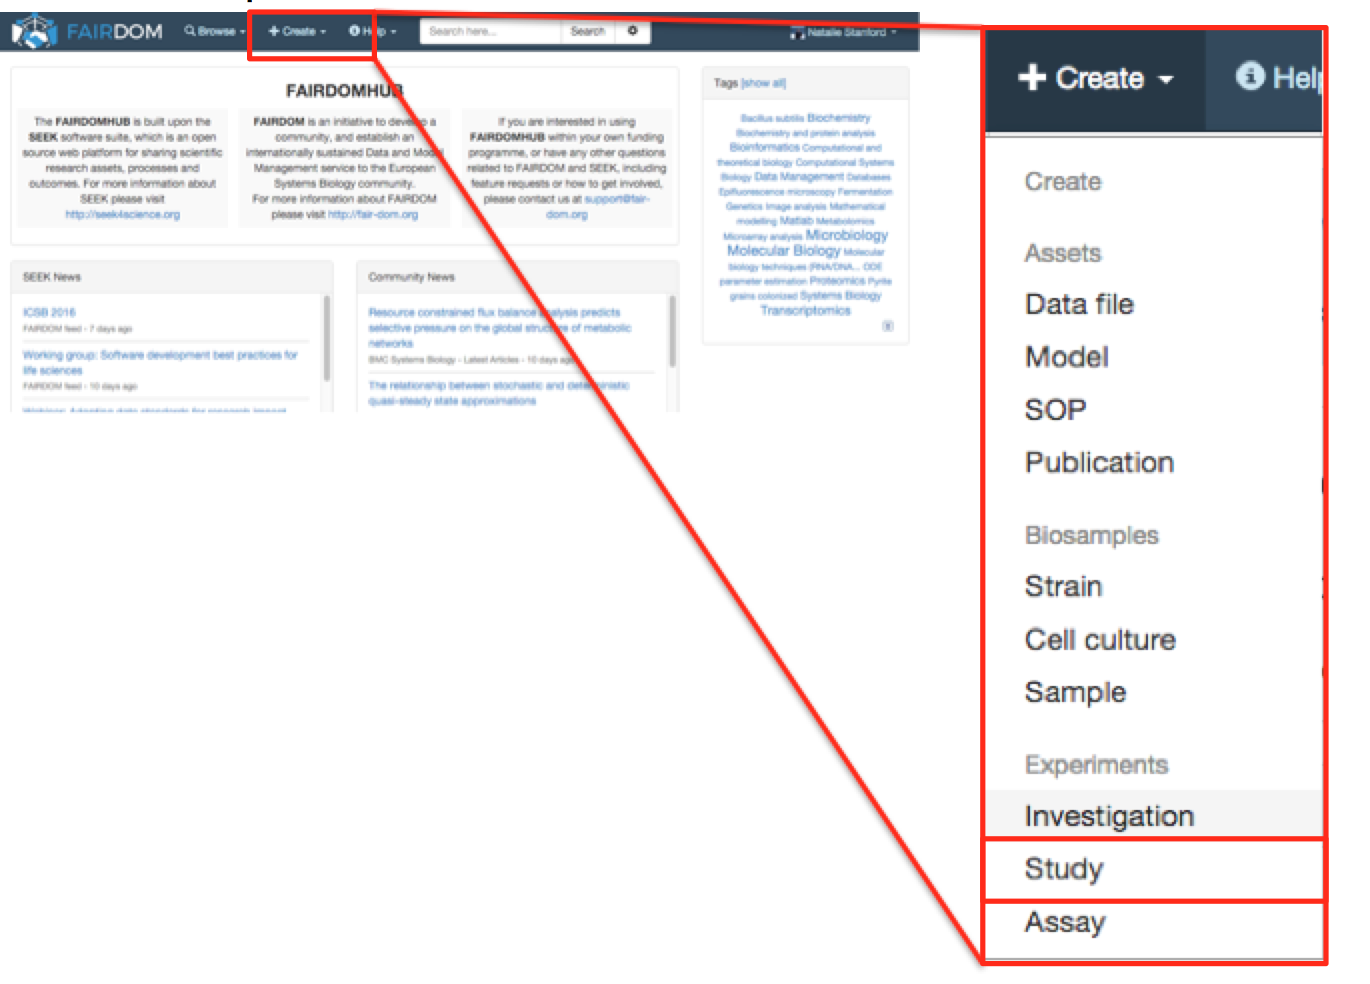 FAIRDOM Browse Create Help Search here... Search Natalie Stanford
FAIRDOMHUB
The FAIRDOMHUB is built upon the
SEEK software suite, which is an open
source web platform for sharing scientific
research assets, processes and
outcomes. For more information about
SEEK please visit
http://seek4science.org
FAIRDOM is an initiative to develop a
community, and establish an
internationally sustained Data and Model
Management service to the European
Systems Biology community.
For more information about FAIRDOM
please visit http://fair-dom.org
If you are interested in using
FAIRDOMHUB within your own funding
programme, or have any other questions
related to FAIRDOM and SEEK, including
feature requests or how to get involved,
please contact us at support@fair-
dom.org
Tags [show all]
Bacillus subtilis Biochemistry
Biochemistry and protein analysis
Bioinformatics Computational and
theoretical biology Computational Systems
Biology Data Management Databases
Epifluorescence microscopy Fermentation
Genetics Image analysis Mathematical
modelling Matlab Metabolomics
Microarray analysis Microbiology
Molecular Biology Molecular
biology techniques (RNA/DNA... ODE
parameter estimation Proteomics Pyrite
grains colonized Systems Biology
Transcriptomics
SEEK News
ICSB 2016
FAIRDOM feed - 7 days ago
Working group: Software development best practices for
life sciences
FAIRDOM feed - 10 days ago
Community News
Resource constrained flux balance analysis predicts
selective pressure on the global structure of metabolic
networks
BMC Systems Biology - Latest Articles - 10 days ago
The relationship between stochastic and deterministic
quasi-steady state approximations
+ Create Help
Create
Assets
Data file
Model
SOP
Publication
Biosamples
Strain
Cell culture
Sample
Experiments
Investigation
Study
Assay